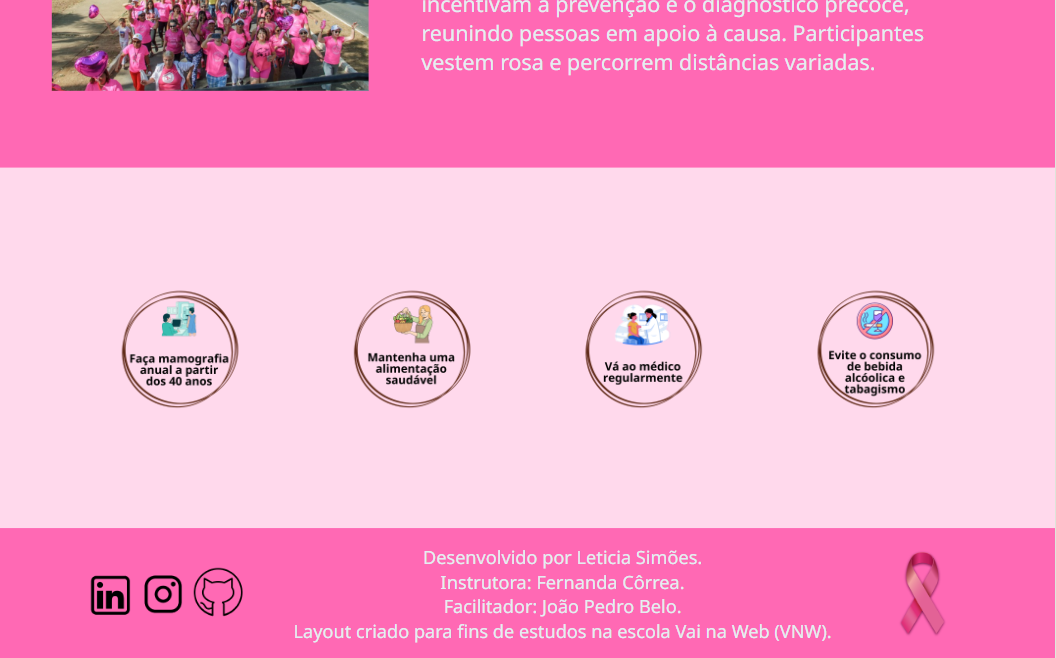 incentivam a prevenção e o diagnóstico precoce,
reunindo pessoas em apoio à causa. Participantes
vestem rosa e percorrem distâncias variadas.
Faça mamografia
anual a partir
dos 40 anos
Mantenha uma
alimentação
saudável
Vá ao médico
regularmente
Evite o consumo
de bebida
alcóolica e
tabagismo
in
Desenvolvido por Leticia Simões.
Instrutora: Fernanda Côrrea.
Facilitador: João Pedro Belo.
Layout criado para fins de estudos na escola Vai na Web (VNW).